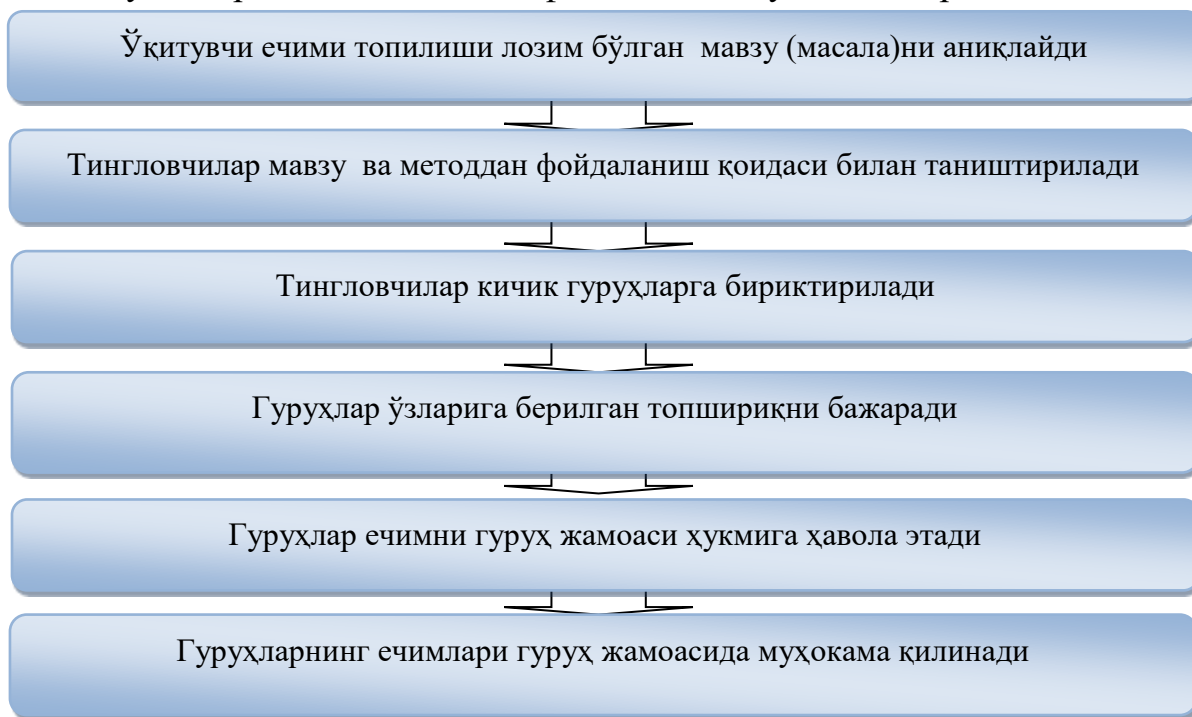 Ўқитувчи ечими топилиши лозим бўлган мавзу (масала)ни аниқлайди
Тингловчилар мавзу ва методдан фойдаланиш қоидаси билан таништирилади
Тингловчилар кичик гуруҳларга бириктирилади
Гуруҳлар ўзларига берилган топшириқни бажаради
Гуруҳлар ечимни гуруҳ жамоаси ҳукмига ҳавола этади
Гуруҳларнинг ечимлари гуруҳ жамоасида муҳокама қилинади